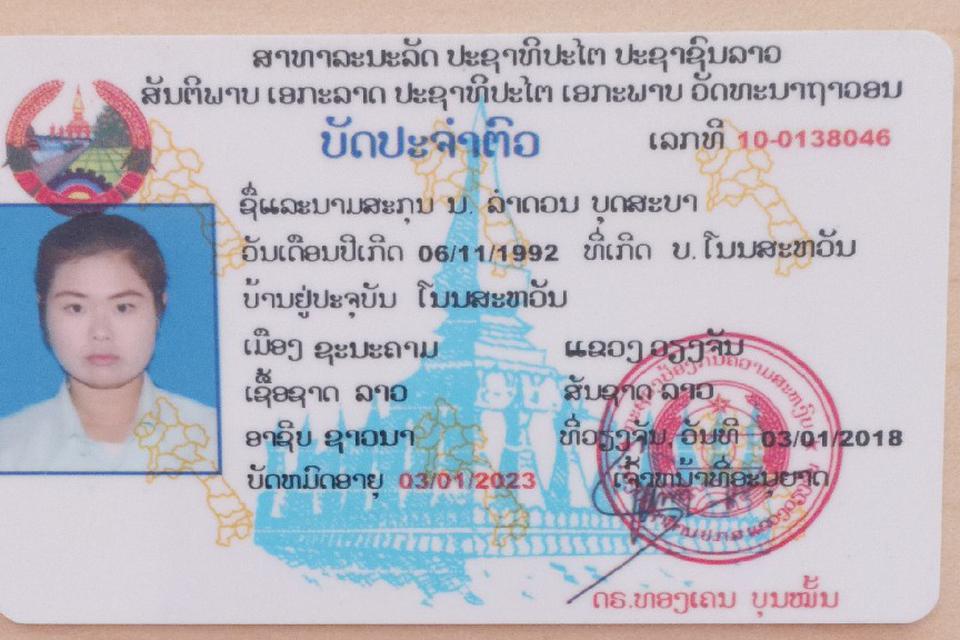 ສາທາລະນະລັດ ປະຊາທິປະໄຕ ປະຊາຊົນລາວ
ສັນຕິພາບ ເອກະລາດ ປະຊາທິປະໄຕ ເອກະພາບ ວັດທະນາຖາວອນ
ບັດປະຈຳຕົວ ເລກທີ 10-0138046
ຊື່ແລະນາມສະກຸນ ນ. ລຳດວນ ບຸດສະບາ
ວັນເດືອນປີເກີດ 06/11/1992 ທີ່ເກີດ ບ. ໂນນສະຫວັນ
ບ້ານຢູ່ປະຈຸບັນ ໂນນສະຫວັນ
ເມືອງ ຊະນະຄາມ ແຂວງ ວຽງຈັນ
ເຊື້ອຊາດ ລາວ ສັນຊາດ ລາວ
ອາຊີບ ຊາວນາ ທີ່ວຽງຈັນ, ວັນທີ 03/01/2018
ບັດຫມົດອາຍຸ 03/01/2023 ເຈົ້າຫນ້າທີ່ອະນຸຍາດ
ດຣ.ທອງເຄນ ບຸນໝັ້ນ